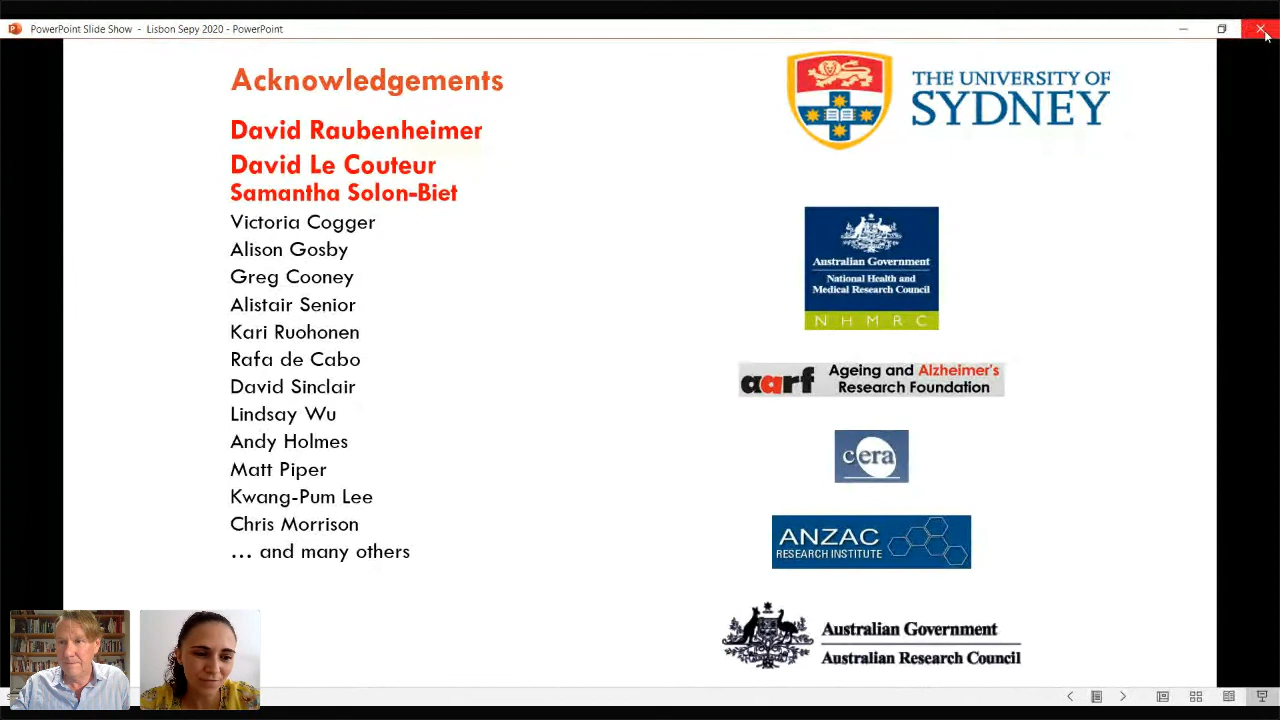 PowerPoint Slide Show - Lisbon Sepy 2020 - PowerPoint
Acknowledgements
David Raubenheimer
David Le Couteur
Samantha Solon-Biet
Victoria Cogger
Alison Gosby
Greg Cooney
Alistair Senior
Kari Ruohonen
Rafa de Cabo
David Sinclair
Lindsay Wu
Andy Holmes
Matt Piper
Kwang-Pum Lee
Chris Morrison
... and many others
THE UNIVERSITY OF
SYDNEY
Australian Government
National Health and
Medical Research Council
NHMRC
aarf
Ageing and Alzheimer's
Research Foundation
cera
ANZAC
RESEARCH INSTITUTE
Australian Government
Australian Research Council